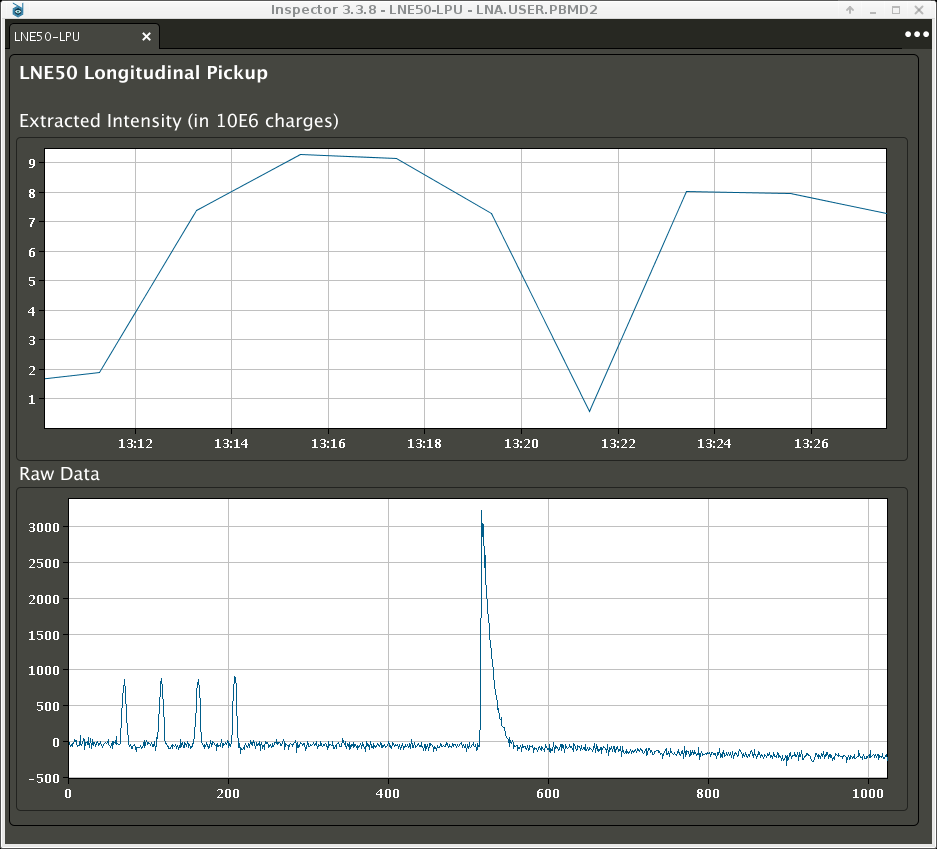 Inspector 3.3.8 - LNE50-LPU - LNA.USER.PBMD2
LNE50-LPU
LNE50 Longitudinal Pickup
Extracted Intensity (in 10E6 charges)
9
8
7
6
5
4
3
2
1
13:12 13:14 13:16 13:18 13:20 13:22 13:24 13:26
Raw Data
3000
2500
2000
1500
1000
500
0
-500
0 200 400 600 800 1000